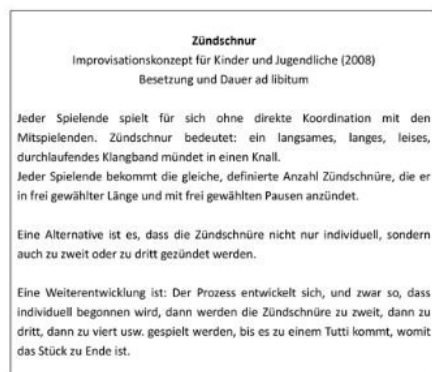 Zündschnur
Improvisationskonzept für Kinder und Jugendliche (2008)
Besetzung und Dauer ad libitum
Jeder Spielende spielt für sich ohne direkte Koordination mit den
Mitspielenden. Zündschnur bedeutet: ein langsames, langes, leises,
durchlaufendes Klangband mündet in einen Knall.
Jeder Spielende bekommt die gleiche, definierte Anzahl Zündschnüre, die er
in frei gewählter Länge und mit frei gewählten Pausen anzündet.
Eine Alternative ist es, dass die Zündschnüre nicht nur individuell, sondern
auch zu zweit oder zu dritt gezündet werden.
Eine Weiterentwicklung ist: Der Prozess entwickelt sich, und zwar so, dass
individuell begonnen wird, dann werden die Zündschnüre zu zweit, dann zu
dritt, dann zu viert usw. gespielt werden, bis es zu einem Tutti kommt, womit
das Stück zu Ende ist.